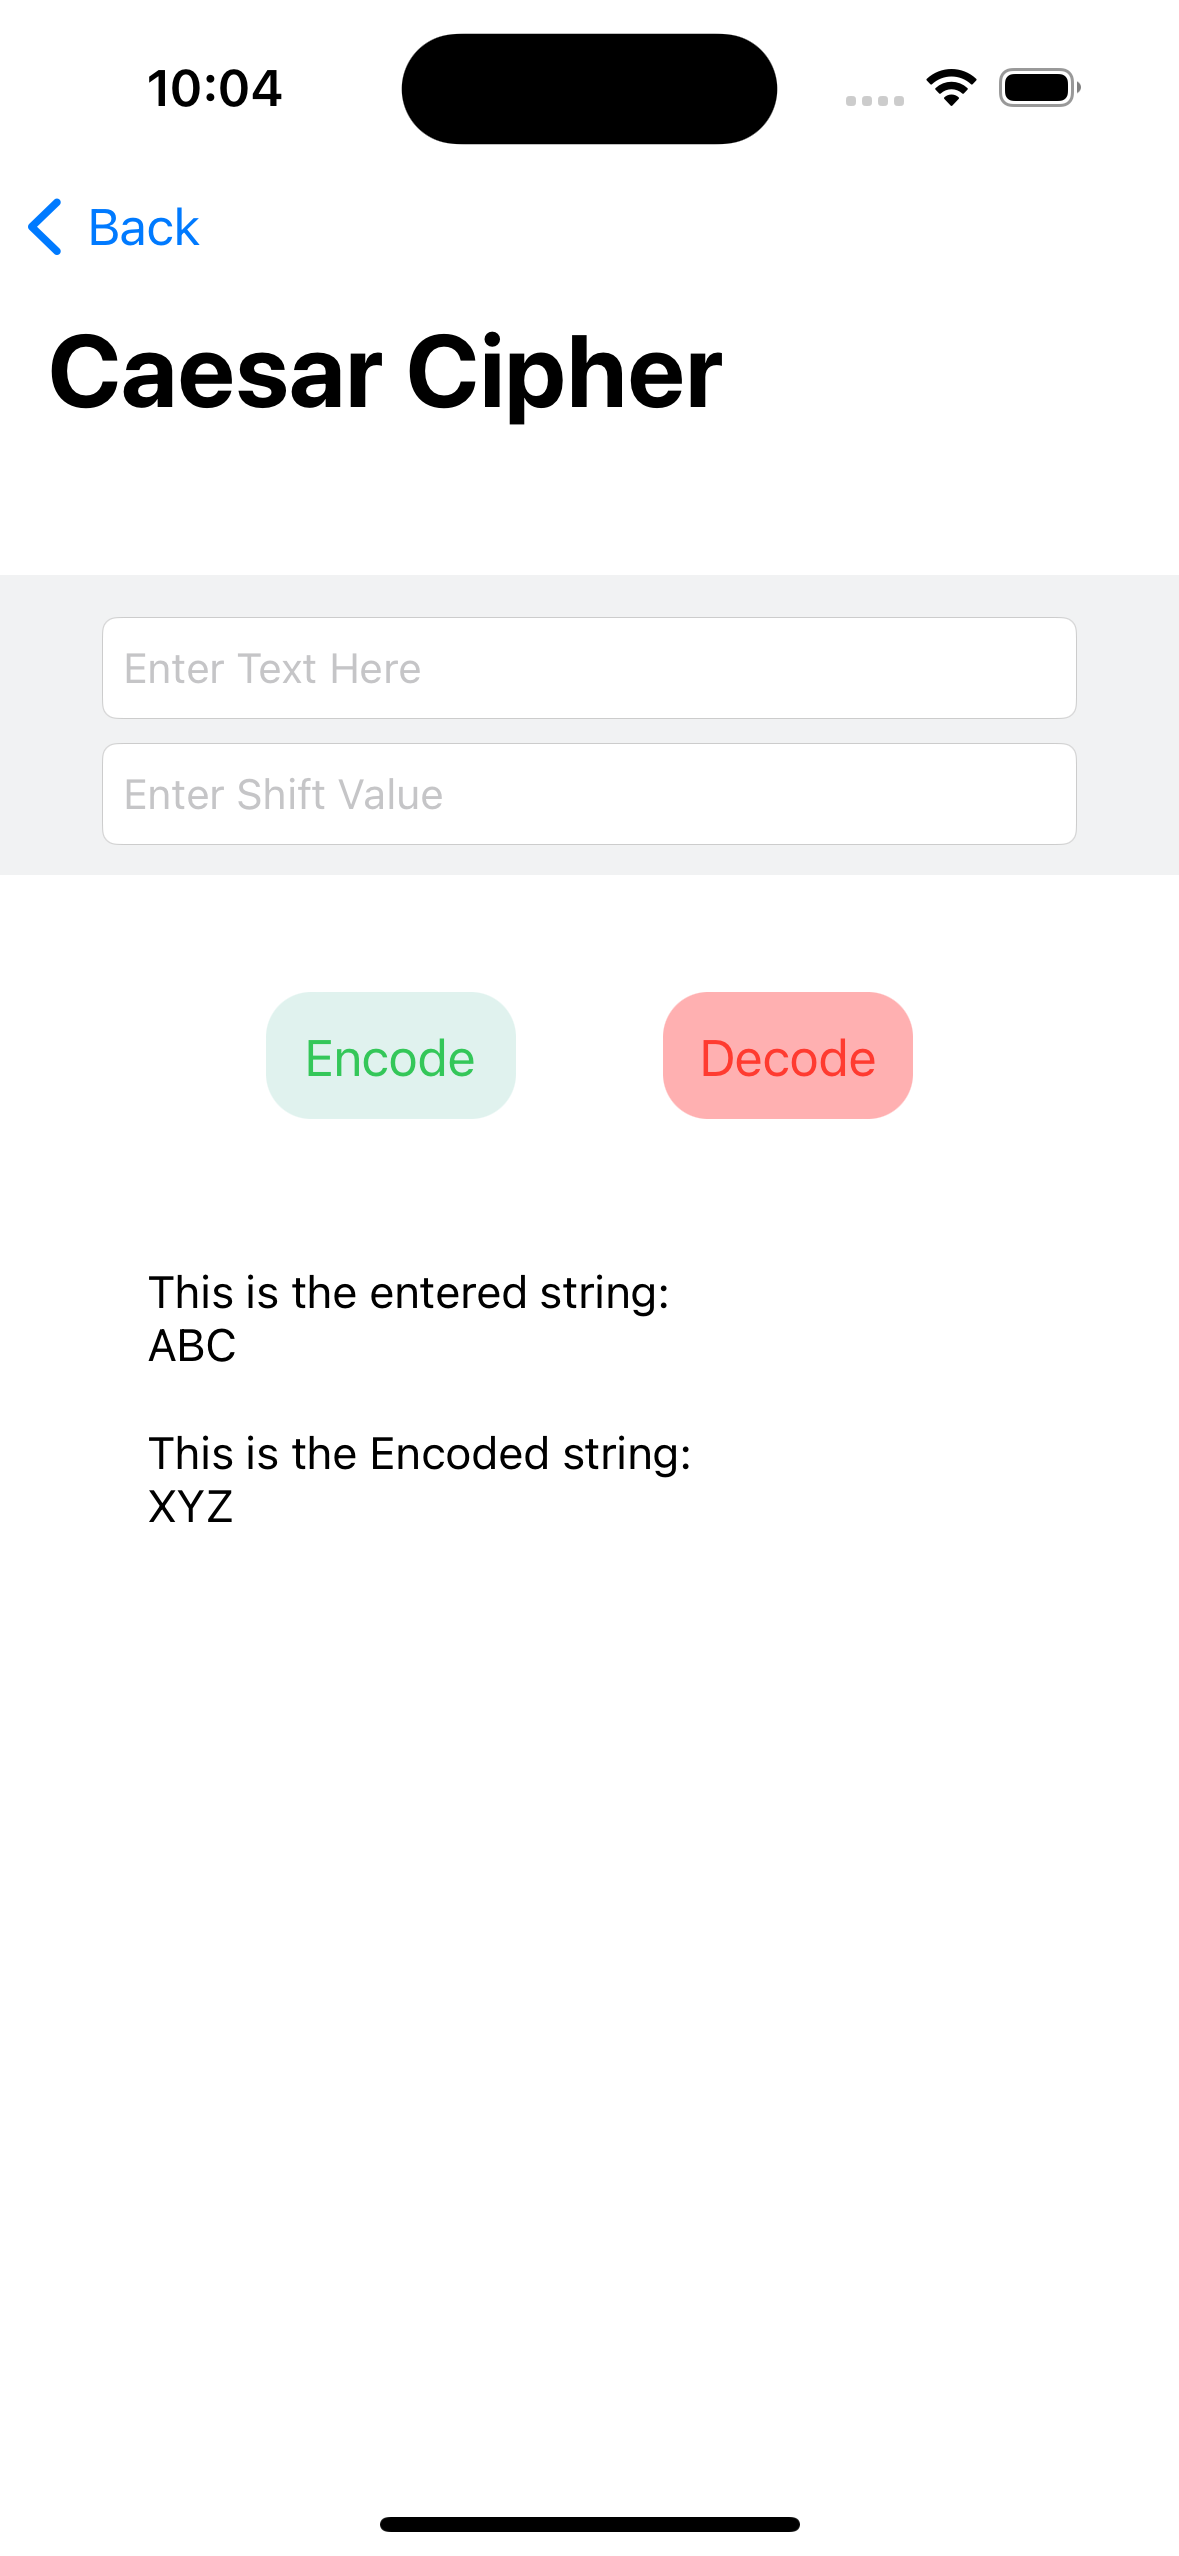 10:04
Back
Caesar Cipher
Enter Text Here
Enter Shift Value
Encode
Decode
This is the entered string:
ABC
This is the Encoded string:
XYZ